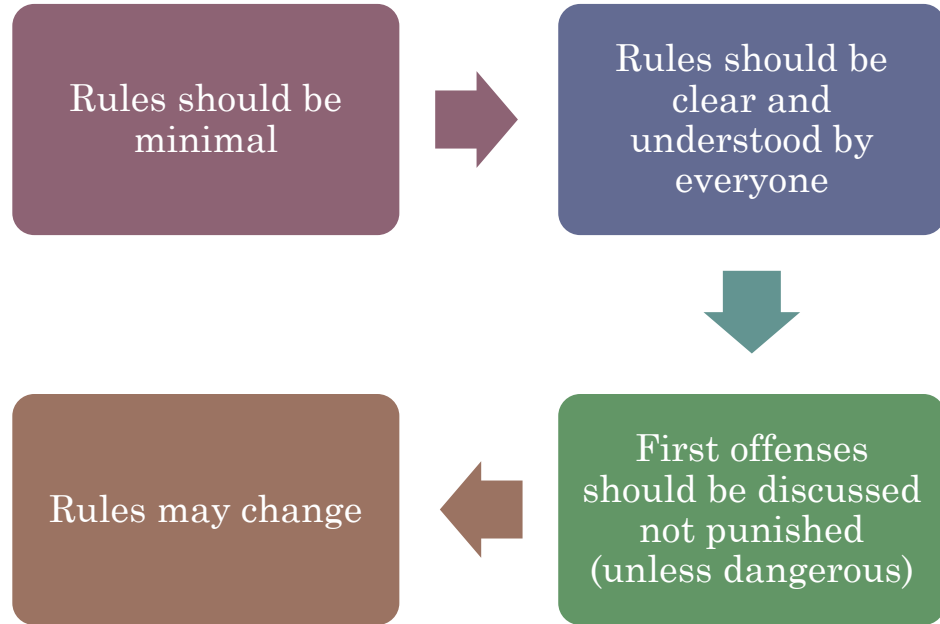 Rules should be
minimal
Rules should be
clear and
understood by
everyone
First offenses
should be discussed
not punished
(unless dangerous)
Rules may change